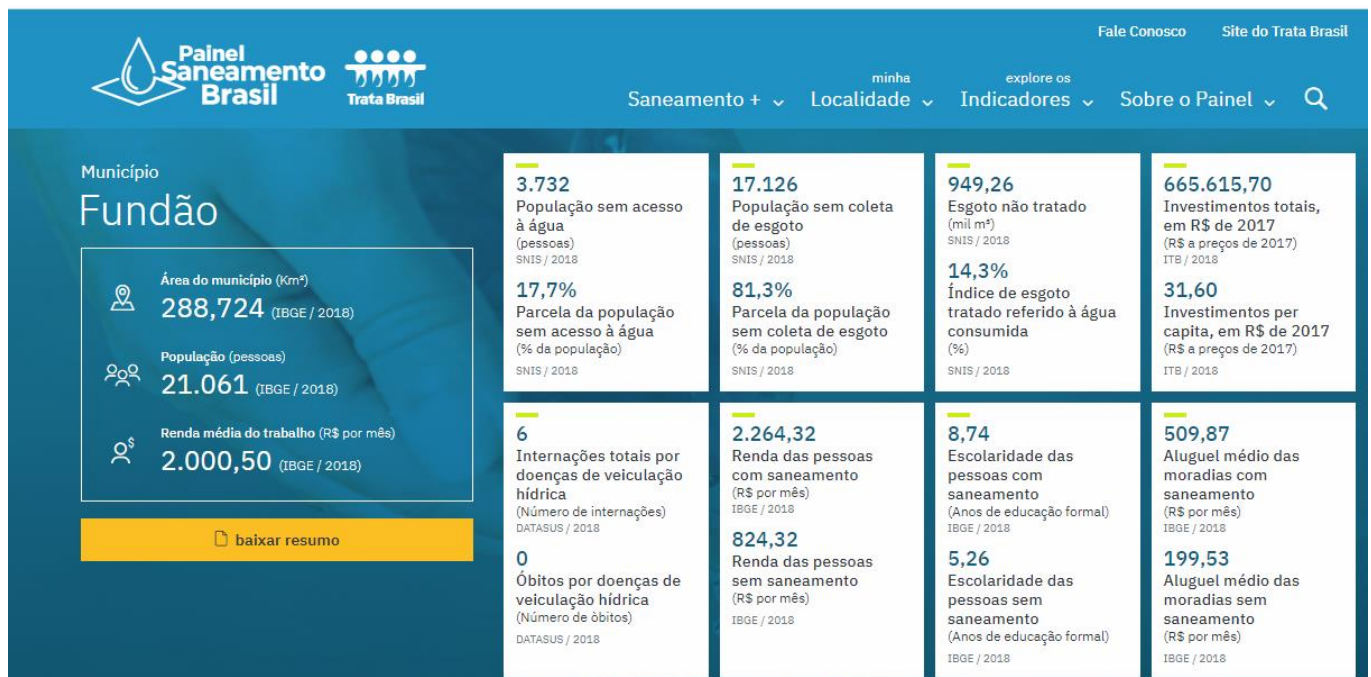 Fale Conosco
Site do Trata Brasil
Painel
Saneamento
Brasil
Trata Brasil
Saneamento +
minha
Localidade
explore os
Indicadores
Sobre o Painel
Município
Fundão
Área do município (Km²)
288,724 (IBGE / 2018)
População (pessoas)
21.061 (IBGE / 2018)
Renda média do trabalho (R$ por mês)
2.000,50 (IBGE / 2018)
baixar resumo
3.732
População sem acesso
à água
(pessoas)
SNIS / 2018
17,7%
Parcela da população
sem acesso à água
(% da população)
SNIS / 2018
17.126
População sem coleta
de esgoto
(pessoas)
SNIS / 2018
81,3%
Parcela da população
sem coleta de esgoto
(% da população)
SNIS / 2018
949,26
Esgoto não tratado
(mil m³)
SNIS / 2018
14,3%
Índice de esgoto
tratado referido à água
consumida
(%)
SNIS / 2018
665.615,70
Investimentos totais,
em R$ de 2017
(R$ a preços de 2017)
ITB / 2018
31,60
Investimentos per
capita, em R$ de 2017
(R$ a preços de 2017)
ITB / 2018
6
Internações totais por
doenças de veiculação
hídrica
(Número de internações)
DATASUS / 2018
0
Óbitos por doenças de
veiculação hídrica
(Número de òbitos)
DATASUS / 2018
2.264,32
Renda das pessoas
com saneamento
(R$ por mês)
IBGE / 2018
824,32
Renda das pessoas
sem saneamento
(R$ por mês)
IBGE / 2018
8,74
Escolaridade das
pessoas com
saneamento
(Anos de educação formal)
IBGE / 2018
5,26
Escolaridade das
pessoas sem
saneamento
(Anos de educação formal)
IBGE / 2018
509,87
Aluguel médio das
moradias com
saneamento
(R$ por mês)
IBGE / 2018
199,53
Aluguel médio das
moradias sem
saneamento
(R$ por mês)
IBGE / 2018